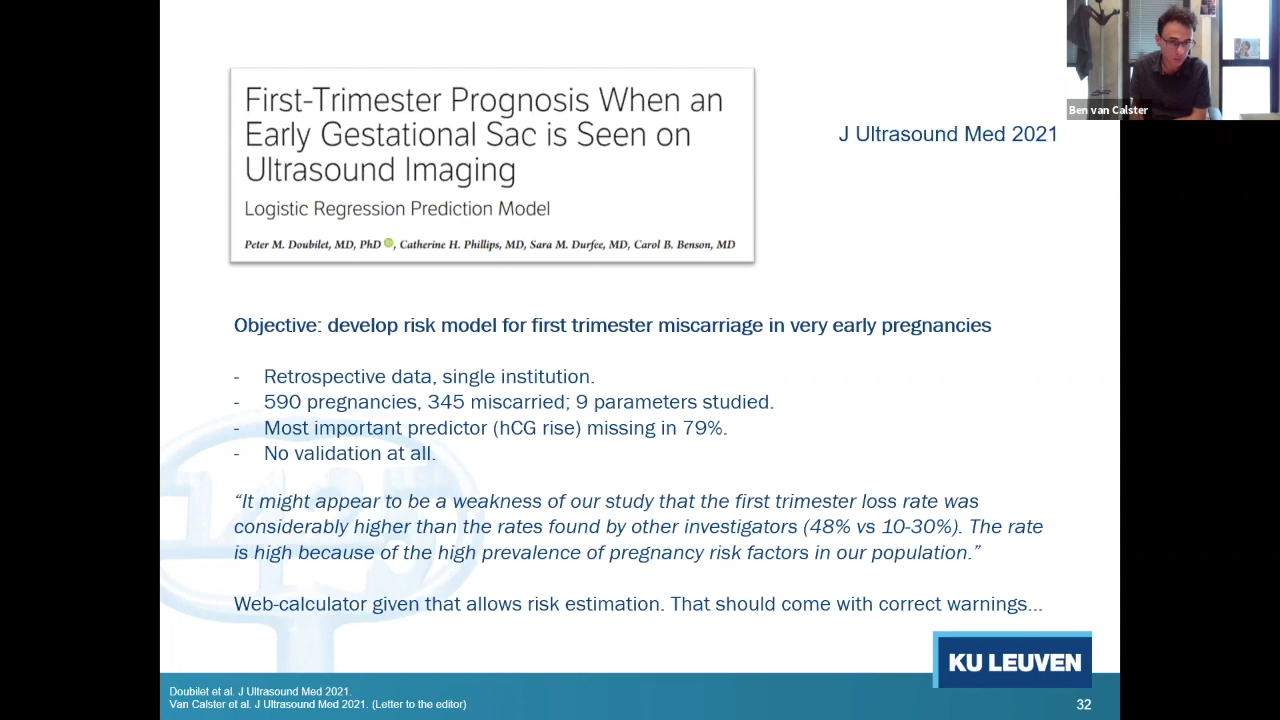 First-Trimester Prognosis When an
Early Gestational Sac is Seen on
Ultrasound Imaging
Logistic Regression Prediction Model
Peter M. Doubilet, MD, PhD, Catherine H. Phillips, MD, Sara M. Durfee, MD, Carol B. Benson, MD
J Ultrasound Med 2021
Ben van Calster
Objective: develop risk model for first trimester miscarriage in very early pregnancies
- Retrospective data, single institution.
- 590 pregnancies, 345 miscarried; 9 parameters studied.
- Most important predictor (hCG rise) missing in 79%.
- No validation at all.
“It might appear to be a weakness of our study that the first trimester loss rate was
considerably higher than the rates found by other investigators (48% vs 10-30%). The rate
is high because of the high prevalence of pregnancy risk factors in our population.”
Web-calculator given that allows risk estimation. That should come with correct warnings…
KU LEUVEN
Doubilet et al. J Ultrasound Med 2021.
Van Calster et al. J Ultrasound Med 2021. (Letter to the editor)
32